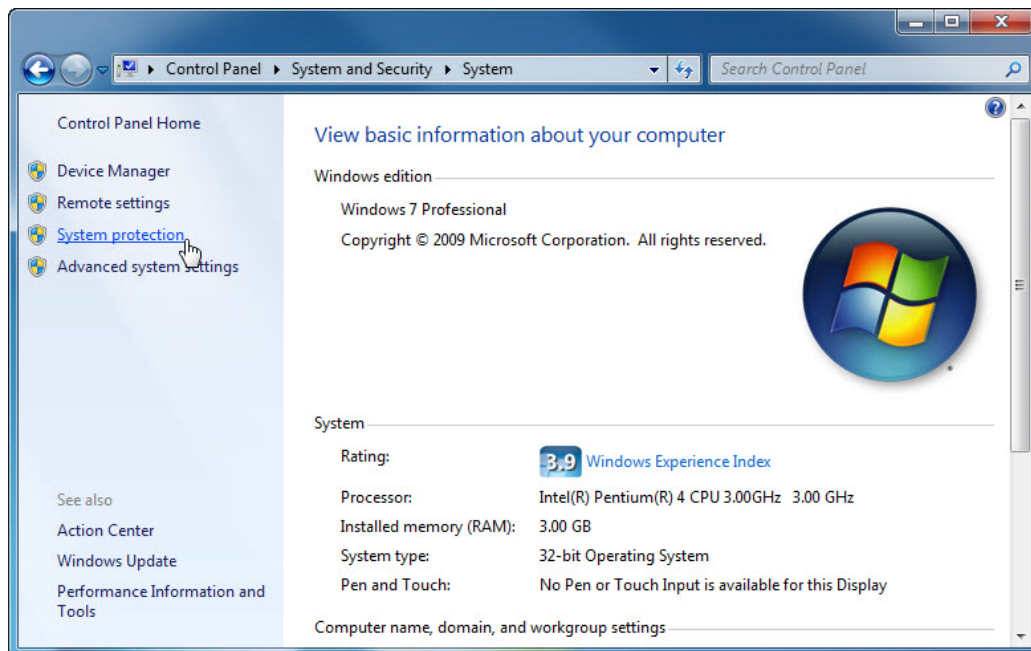 Control Panel ▸ System and Security ▸ System
Search Control Panel
Control Panel Home
Device Manager
Remote settings
System protection
Advanced system settings
See also
Action Center
Windows Update
Performance Information and
Tools
View basic information about your computer
Windows edition
Windows 7 Professional
Copyright © 2009 Microsoft Corporation. All rights reserved.
System
Rating:
3.9 Windows Experience Index
Processor:
Intel(R) Pentium(R) 4 CPU 3.00GHz 3.00 GHz
Installed memory (RAM):
3.00 GB
System type:
32-bit Operating System
Pen and Touch:
No Pen or Touch Input is available for this Display
Computer name, domain, and workgroup settings